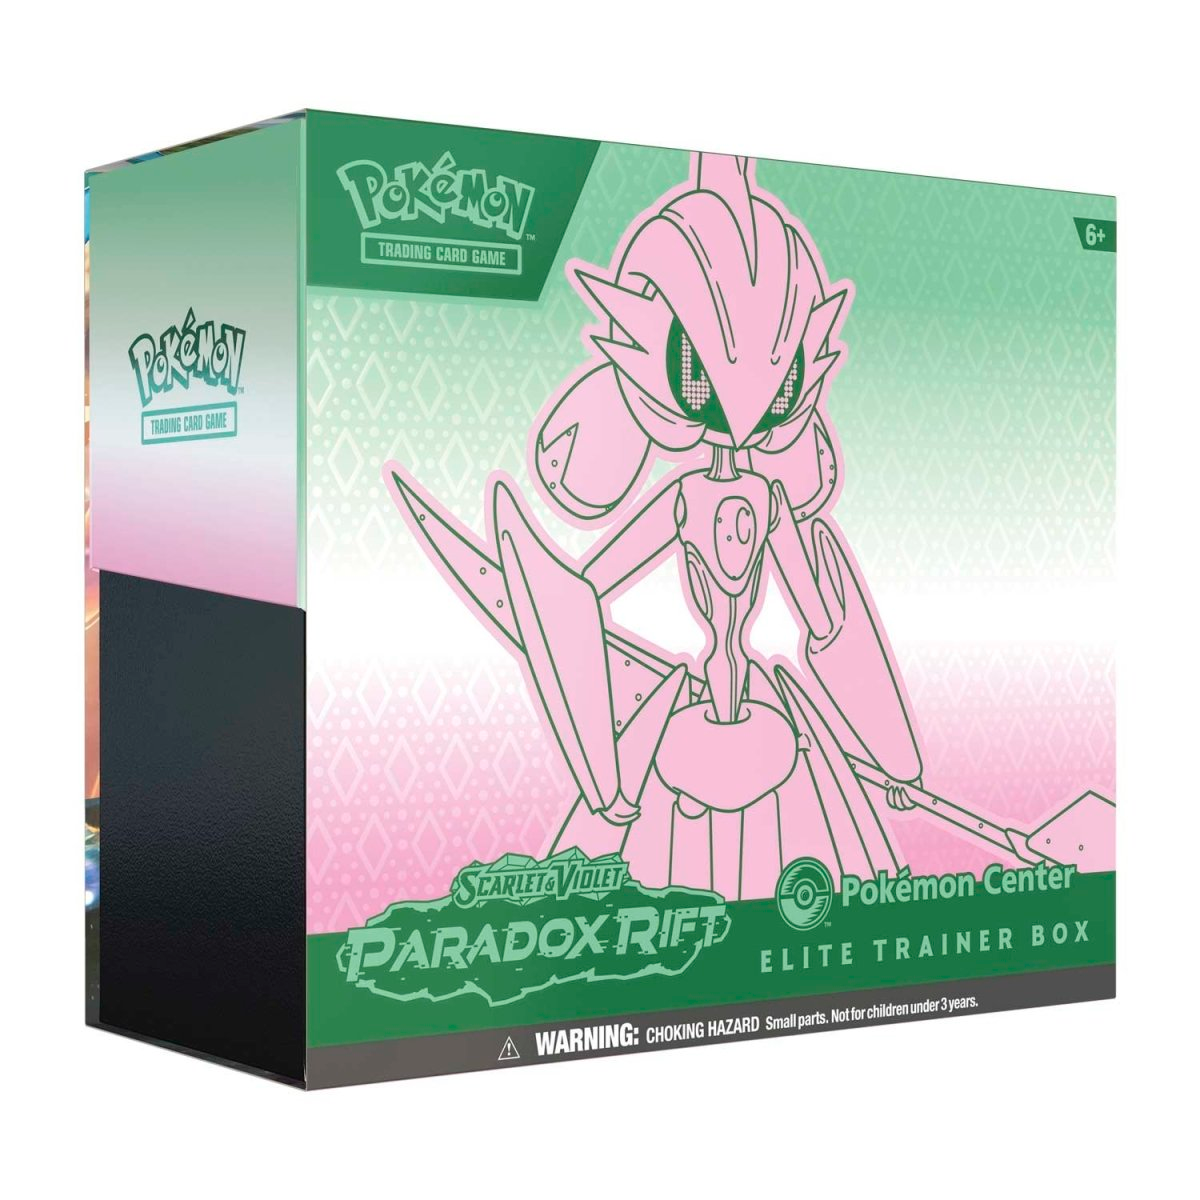 POKéMON
TRADING CARD GAME
6+
POKéMON
TRADING CARD GAME
SCARLET & VIOLET
PARADOX RIFT
Pokémon Center
ELITE TRAINER BOX
WARNING: CHOKING HAZARD Small parts. Not for children under 3 years.